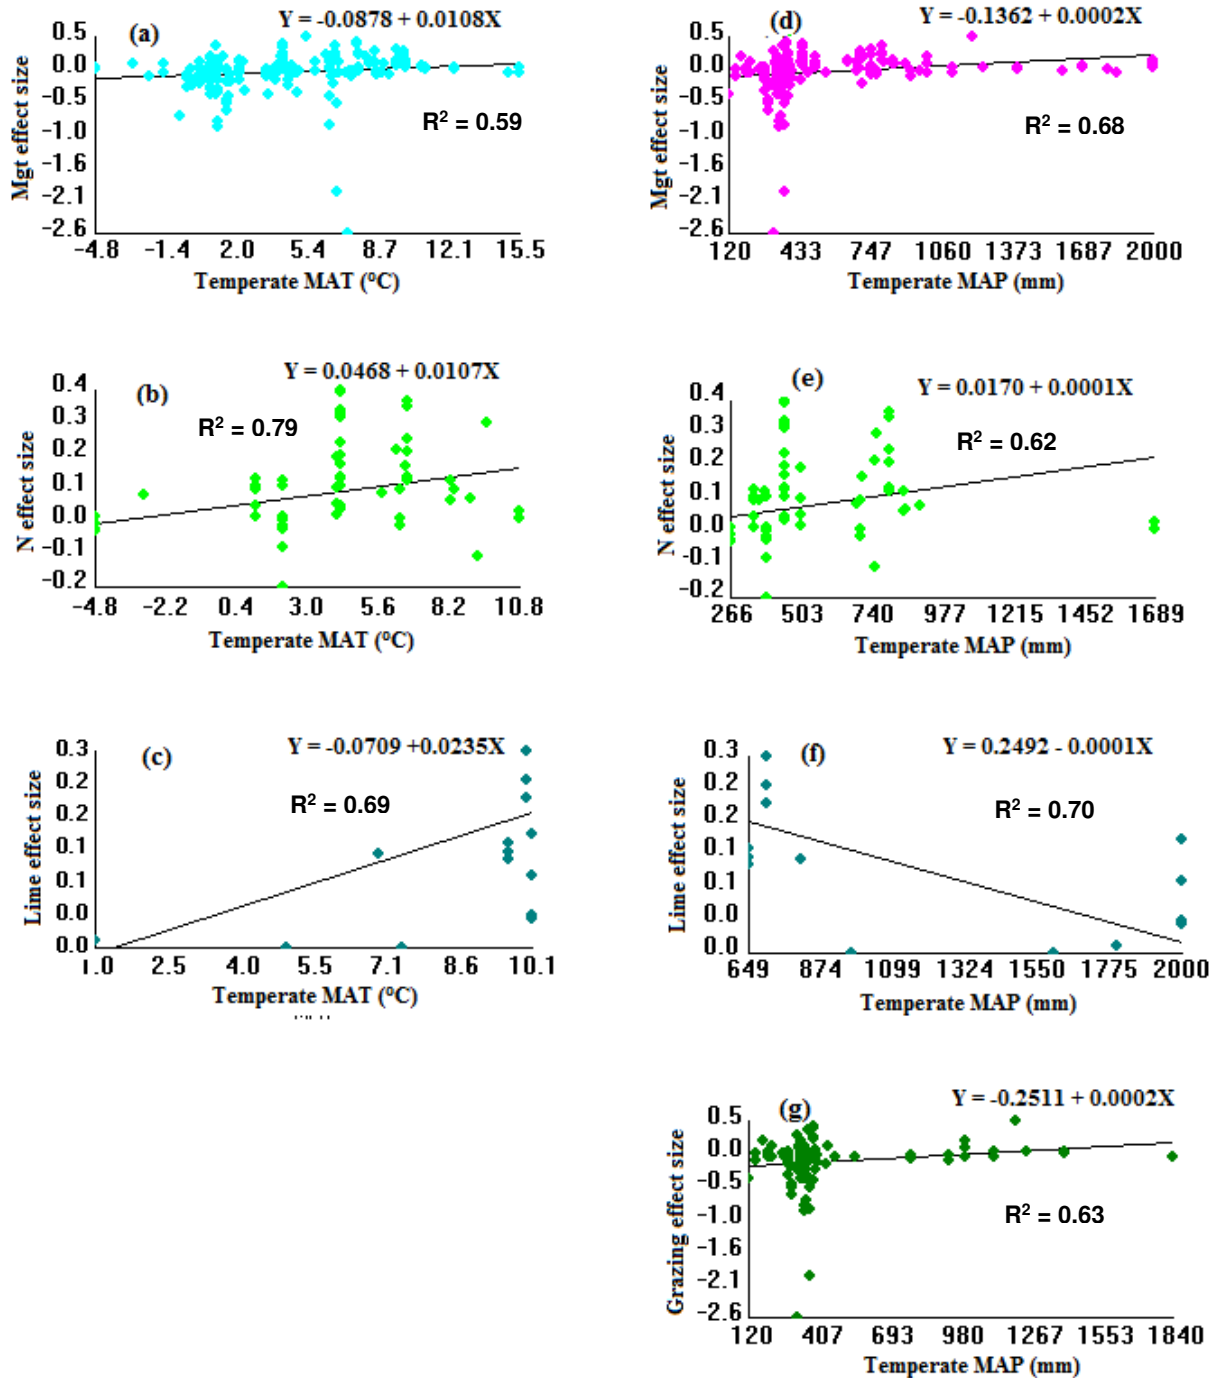 (a)
Y = -0.0878 + 0.0108X
0.5
0.0
-0.5
-1.0
-1.6
-2.1
-2.6
Mgt effect size
R² = 0.59
-4.8 -1.4 2.0 5.4 8.7 12.1 15.5
Temperate MAT (⁰C)
(d)
Y = -0.1362 + 0.0002X
0.5
0.0
-0.5
-1.0
-1.6
-2.1
-2.6
Mgt effect size
R² = 0.68
120 433 747 1060 1373 1687 2000
Temperate MAP (mm)
(b)
Y = 0.0468 + 0.0107X
0.4
0.3
0.2
0.1
0.0
-0.1
-0.2
N effect size
R² = 0.79
-4.8 -2.2 0.4 3.0 5.6 8.2 10.8
Temperate MAT (⁰C)
(e)
Y = 0.0170 + 0.0001X
0.4
0.3
0.2
0.1
0.0
-0.1
-0.2
N effect size
R² = 0.62
266 503 740 977 1215 1452 1689
Temperate MAP (mm)
(c)
Y = -0.0709 +0.0235X
0.3
0.2
0.2
0.1
0.1
0.0
0.0
Lime effect size
R² = 0.69
1.0 2.5 4.0 5.5 7.1 8.6 10.1
Temperate MAT (⁰C)
(f)
Y = 0.2492 - 0.0001X
0.3
0.2
0.2
0.1
0.1
0.0
0.0
Lime effect size
R² = 0.70
649 874 1099 1324 1550 1775 2000
Temperate MAP (mm)
(g)
Y = -0.2511 + 0.0002X
0.5
0.0
-0.5
-1.0
-1.6
-2.1
-2.6
Grazing effect size
R² = 0.63
120 407 693 980 1267 1553 1840
Temperate MAP (mm)